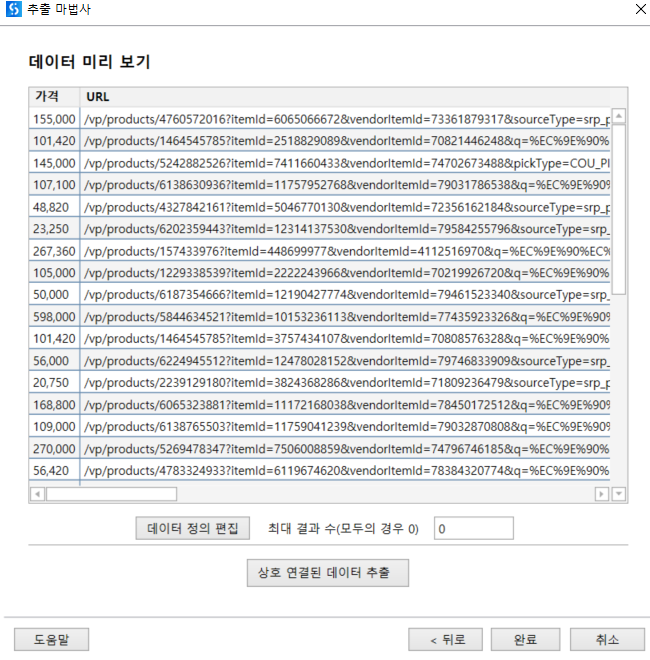 추출 마법사
데이터 미리 보기
가격 URL
155,000 /vp/products/4760572016?itemId=6065066672&vendorItemId=73361879317&sourceType=srp_p
101,420 /vp/products/1464545785?itemId=2518829089&vendorItemId=70821446248&q=%EC%9E%90%
145,000 /vp/products/5242882526?itemId=7411660433&vendorItemId=74702673488&pickType=COU_PI
107,100 /vp/products/6138630936?itemId=11757952768&vendorItemId=79031786538&q=%EC%9E%90%
48,820 /vp/products/4327842161?itemId=5046770130&vendorItemId=72356162184&sourceType=srp_p
23,250 /vp/products/6202359443?itemId=12314137530&vendorItemId=79584255796&sourceType=srp_
267,360 /vp/products/157433976?itemId=448699977&vendorItemId=4112516970&q=%EC%9E%90%EC%
105,000 /vp/products/1229338539?itemId=2222243966&vendorItemId=70219926720&q=%EC%9E%90%
50,000 /vp/products/6187354666?itemId=12190427774&vendorItemId=79461523340&sourceType=srp_
598,000 /vp/products/5844634521?itemId=10153236113&vendorItemId=77435923326&q=%EC%9E%90%
101,420 /vp/products/1464545785?itemId=3757434107&vendorItemId=70808576328&q=%EC%9E%90%
56,000 /vp/products/6224945512?itemId=12478028152&vendorItemId=79746833909&sourceType=srp_
20,750 /vp/products/2239129180?itemId=3824368286&vendorItemId=71809236479&sourceType=srp_p
168,800 /vp/products/6065323881?itemId=11172168038&vendorItemId=78450172512&q=%EC%9E%90%
109,000 /vp/products/6138765503?itemId=11759041239&vendorItemId=79032870808&q=%EC%9E%90%
270,000 /vp/products/5269478347?itemId=7506008859&vendorItemId=74796746185&q=%EC%9E%90%
56,420 /vp/products/4783324933?itemId=6119674620&vendorItemId=78384320774&q=%EC%9E%90%
데이터 정의 편집 최대 결과 수(모두의 경우 0) 0
상호 연결된 데이터 추출
도움말 < 뒤로 완료 취소